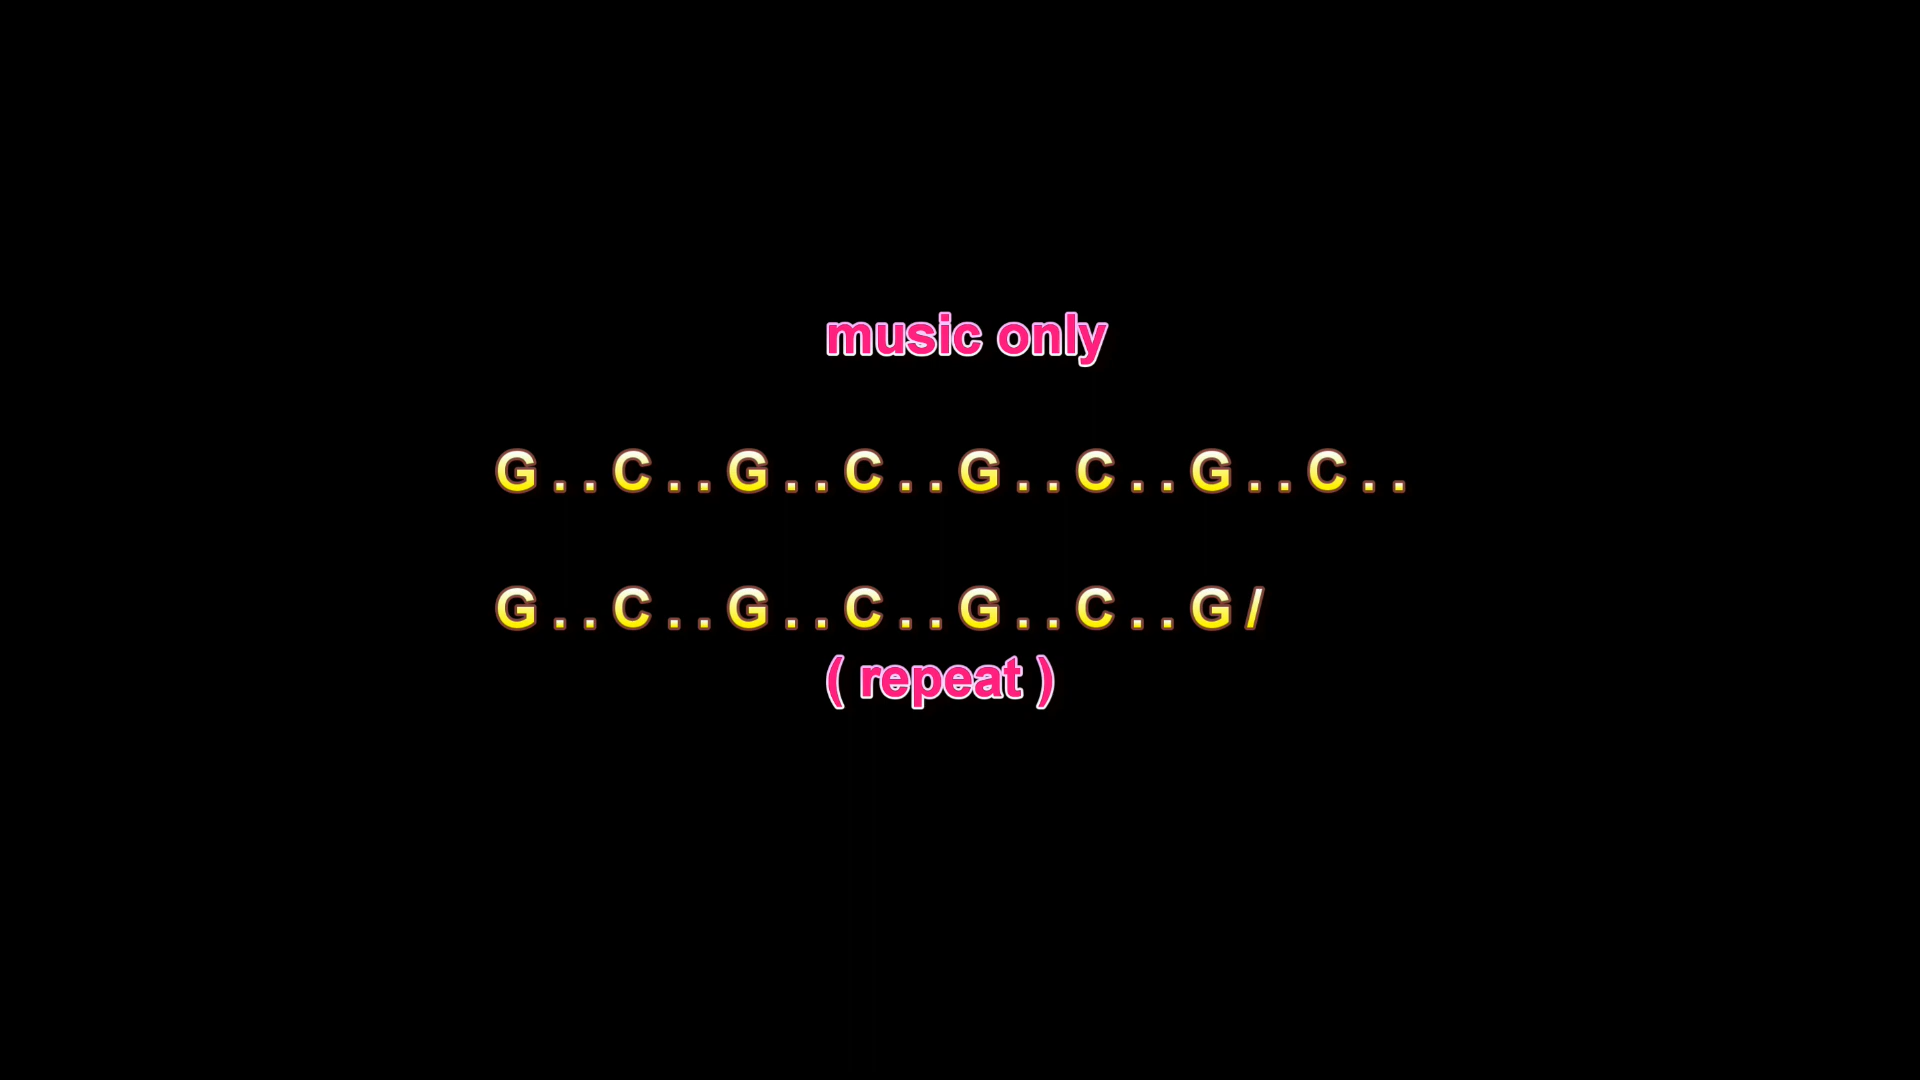 music only
G . . C . . G . . C . . G . . C . . G . . C . .
G . . C . . G . . C . . G . . C . . G /
( repeat )